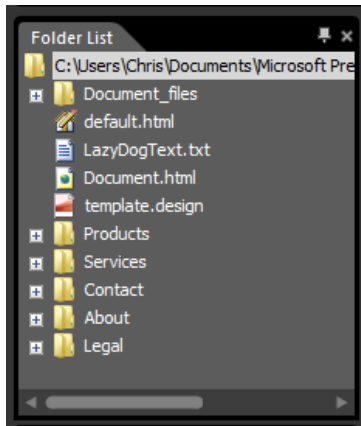 Folder List
C:\Users\Chris\Documents\Microsoft Pre
Document_files
default.html
LazyDogText.txt
Document.html
template.design
Products
Services
Contact
About
Legal